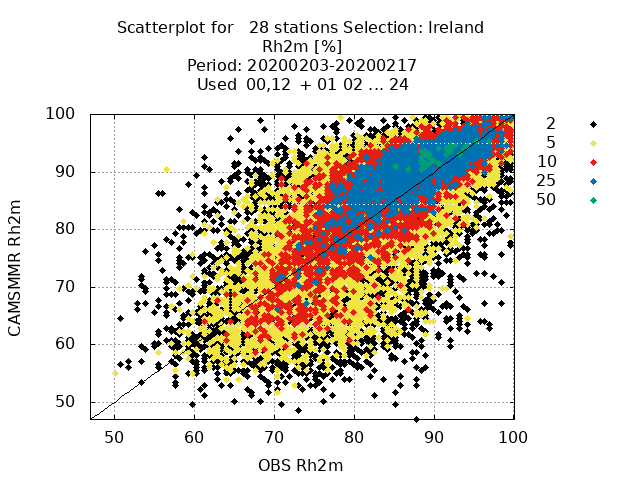 Scatterplot for   28 stations Selection: Ireland
Rh2m [%]
Period: 20200203-20200217
Used  00,12  + 01 02 ... 24
2
5
10
25
50
CAMSMMR Rh2m
100
90
80
70
60
50
50 60 70 80 90 100
OBS Rh2m